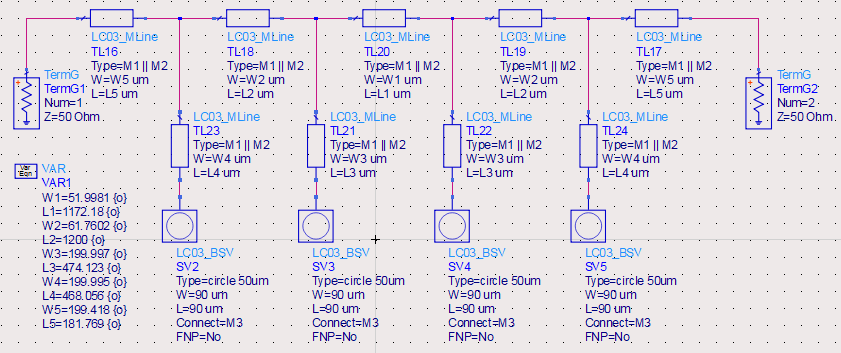 LC03_MLine
TL16
Type=M1 || M2
W=W5 um
L=L5 um
LC03_MLine
TL18
Type=M1 || M2
W=W2 um
L=L2 um
LC03_MLine
TL20
Type=M1 || M2
W=W1 um
L=L1 um
LC03_MLine
TL19
Type=M1 || M2
W=W2 um
L=L2 um
LC03_MLine
TL17
Type=M1 || M2
W=W5 um
L=L5 um
TermG
TermG1
Num=1
Z=50 Ohm
TermG
TermG2
Num=2
Z=50 Ohm
LC03_MLine
TL23
Type=M1 || M2
W=W4 um
L=L4 um
LC03_MLine
TL21
Type=M1 || M2
W=W3 um
L=L3 um
LC03_MLine
TL22
Type=M1 || M2
W=W3 um
L=L3 um
LC03_MLine
TL24
Type=M1 || M2
W=W4 um
L=L4 um
Var
Eqn
VAR
VAR1
W1=51.9981 {o}
L1=1172.18 {o}
W2=61.7602 {o}
L2=1200 {o}
W3=199.997 {o}
L3=474.123 {o}
W4=199.995 {o}
L4=468.056 {o}
W5=199.418 {o}
L5=181.769 {o}
LC03_BSV
SV2
Type=circle 50um
W=90 um
L=90 um
Connect=M3
FNP=No
LC03_BSV
SV3
Type=circle 50um
W=90 um
L=90 um
Connect=M3
FNP=No
LC03_BSV
SV4
Type=circle 50um
W=90 um
L=90 um
Connect=M3
FNP=No
LC03_BSV
SV5
Type=circle 50um
W=90 um
L=90 um
Connect=M3
FNP=No